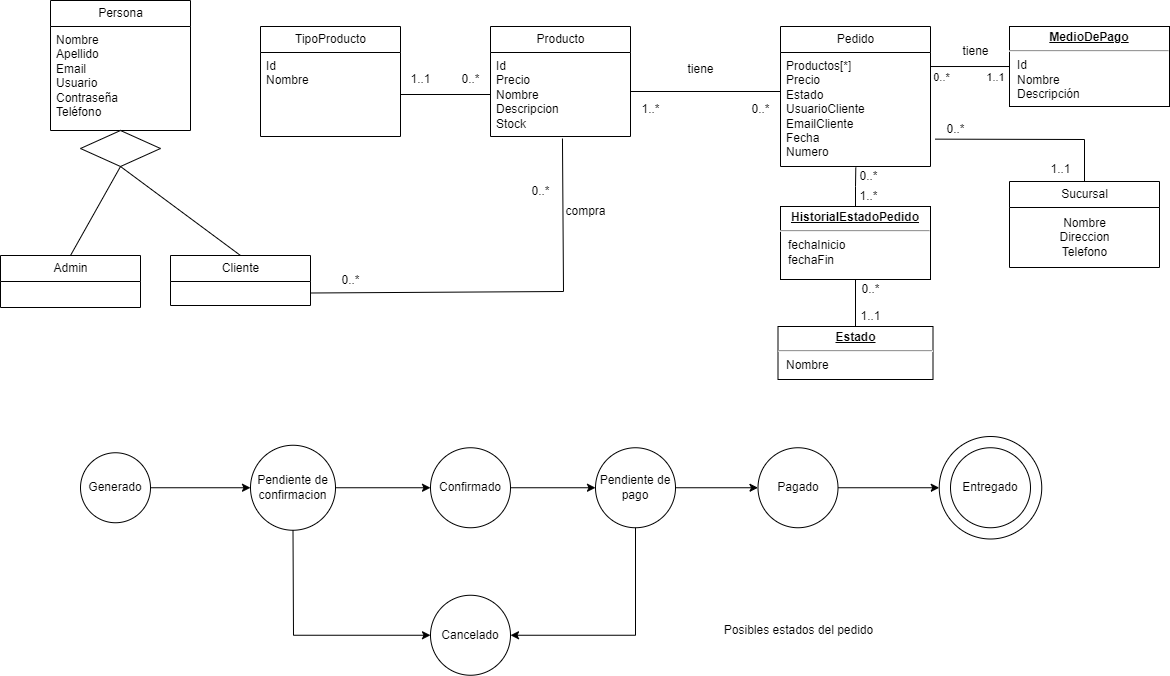 Persona
Nombre
Apellido
Email
Usuario
Contraseña
Teléfono
TipoProducto
Id
Nombre
1..1
0..*
Producto
Id
Precio
Nombre
Descripcion
Stock
tiene
1..*
0..*
Pedido
Productos[*]
Precio
Estado
UsuarioCliente
EmailCliente
Fecha
Numero
tiene
0..*
1..1
MedioDePago
Id
Nombre
Descripción
0..*
1..1
Sucursal
Nombre
Direccion
Telefono
0..*
1..*
HistorialEstadoPedido
fechaInicio
fechaFin
0..*
1..1
Estado
Nombre
0..*
compra
0..*
Admin
Cliente
Generado
Pendiente de
confirmacion
Confirmado
Pendiente de
pago
Pagado
Entregado
Cancelado
Posibles estados del pedido